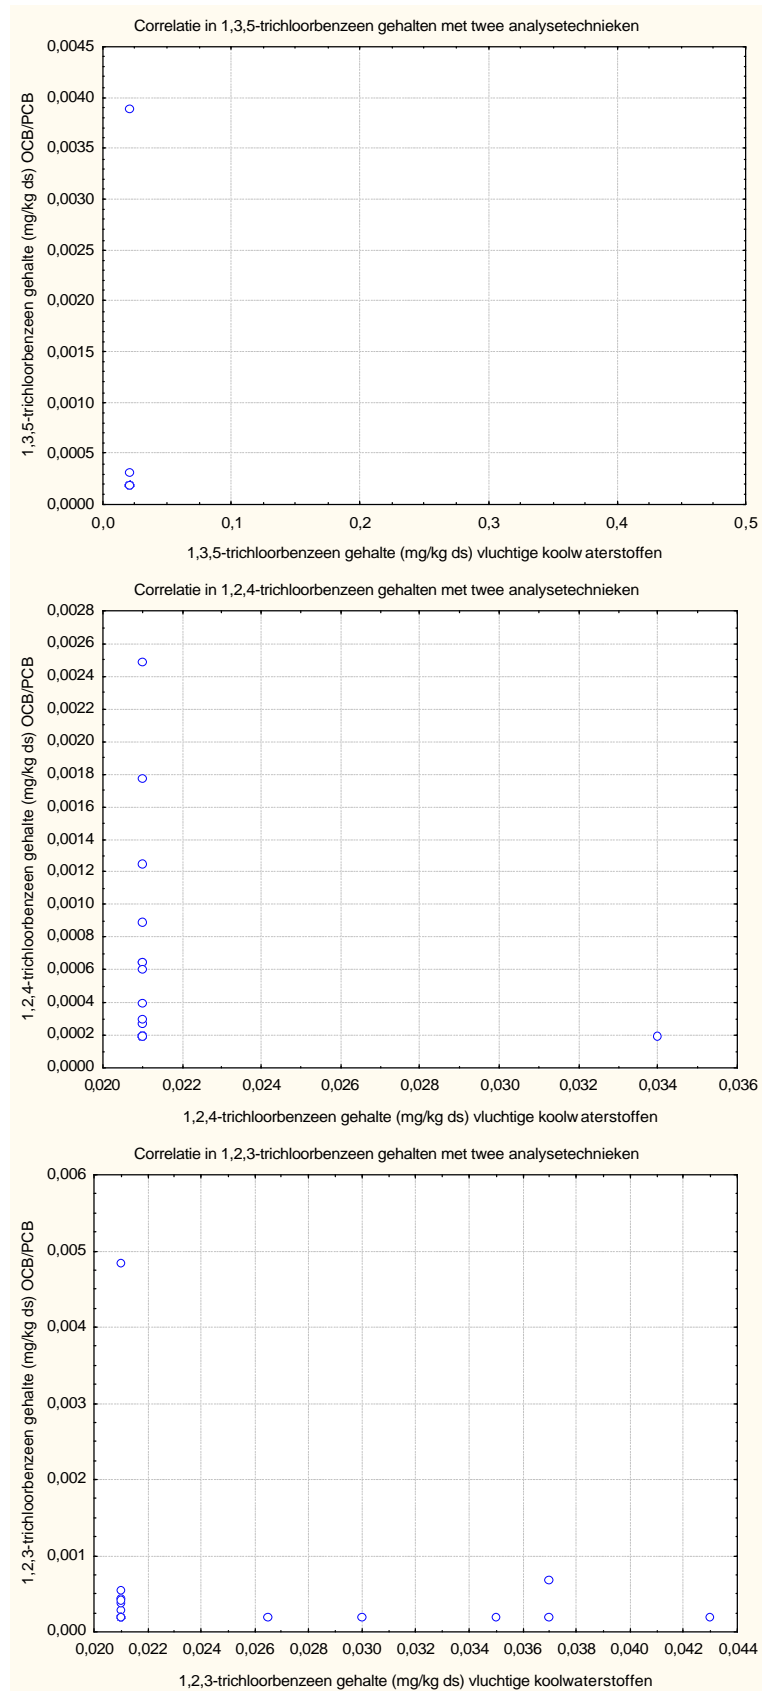 Correlatie in 1,3,5-trichloorbenzeen gehalten met twee analysetechnieken
1,3,5-trichloorbenzeen gehalte (mg/kg ds) OCB/PCB
0,0045
0,0040
0,0035
0,0030
0,0025
0,0020
0,0015
0,0010
0,0005
0,0000
0,0 0,1 0,2 0,3 0,4 0,5
1,3,5-trichloorbenzeen gehalte (mg/kg ds) vluchtige koolw aterstoffen
Correlatie in 1,2,4-trichloorbenzeen gehalten met twee analysetechnieken
1,2,4-trichloorbenzeen gehalte (mg/kg ds) OCB/PCB
0,0028
0,0026
0,0024
0,0022
0,0020
0,0018
0,0016
0,0014
0,0012
0,0010
0,0008
0,0006
0,0004
0,0002
0,0000
0,020 0,022 0,024 0,026 0,028 0,030 0,032 0,034 0,036
1,2,4-trichloorbenzeen gehalte (mg/kg ds) vluchtige koolw aterstoffen
Correlatie in 1,2,3-trichloorbenzeen gehalten met twee analysetechnieken
1,2,3-trichloorbenzeen gehalte (mg/kg ds) OCB/PCB
0,006
0,005
0,004
0,003
0,002
0,001
0,000
0,020 0,022 0,024 0,026 0,028 0,030 0,032 0,034 0,036 0,038 0,040 0,042 0,044
1,2,3-trichloorbenzeen gehalte (mg/kg ds) vluchtige koolwaterstoffen